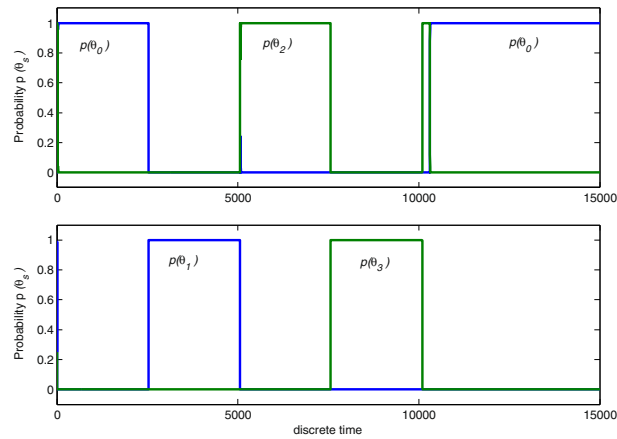 Probability p (θs)
1
0.8
0.6
0.4
0.2
0
p(θ0)
p(θ2)
p(θ0)
0
5000
10000
15000
Probability p (θs)
1
0.8
0.6
0.4
0.2
0
p(θ1)
p(θ3)
0
5000
10000
15000
discrete time